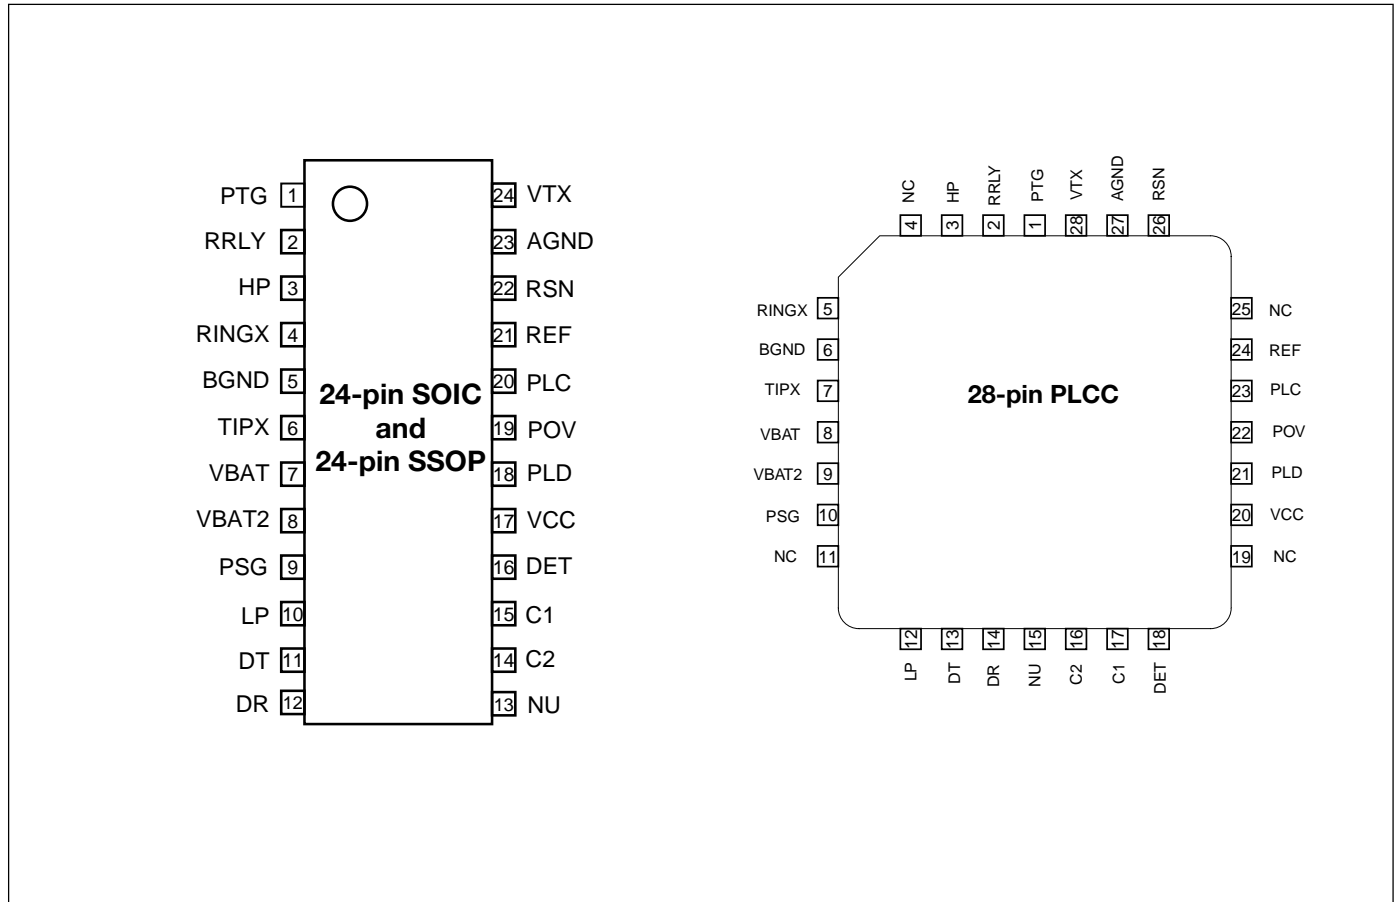 PTG 1
RRLY 2
HP 3
RINGX 4
BGND 5
TIPX 6
VBAT 7
VBAT2 8
PSG 9
LP 10
DT 11
DR 12
24-pin SOIC
and
24-pin SSOP
24 VTX
23 AGND
22 RSN
21 REF
20 PLC
19 POV
18 PLD
17 VCC
16 DET
15 C1
14 C2
13 NU
NC HP RRLY PTG VTX AGND RSN
4 3 2 1 28 27 26
RINGX 5
BGND 6
TIPX 7
VBAT 8
VBAT2 9
PSG 10
NC 11
28-pin PLCC
25 NC
24 REF
23 PLC
22 POV
21 PLD
20 VCC
19 NC
12 13 14 15 16 17 18
LP DT DR NU C2 C1 DET